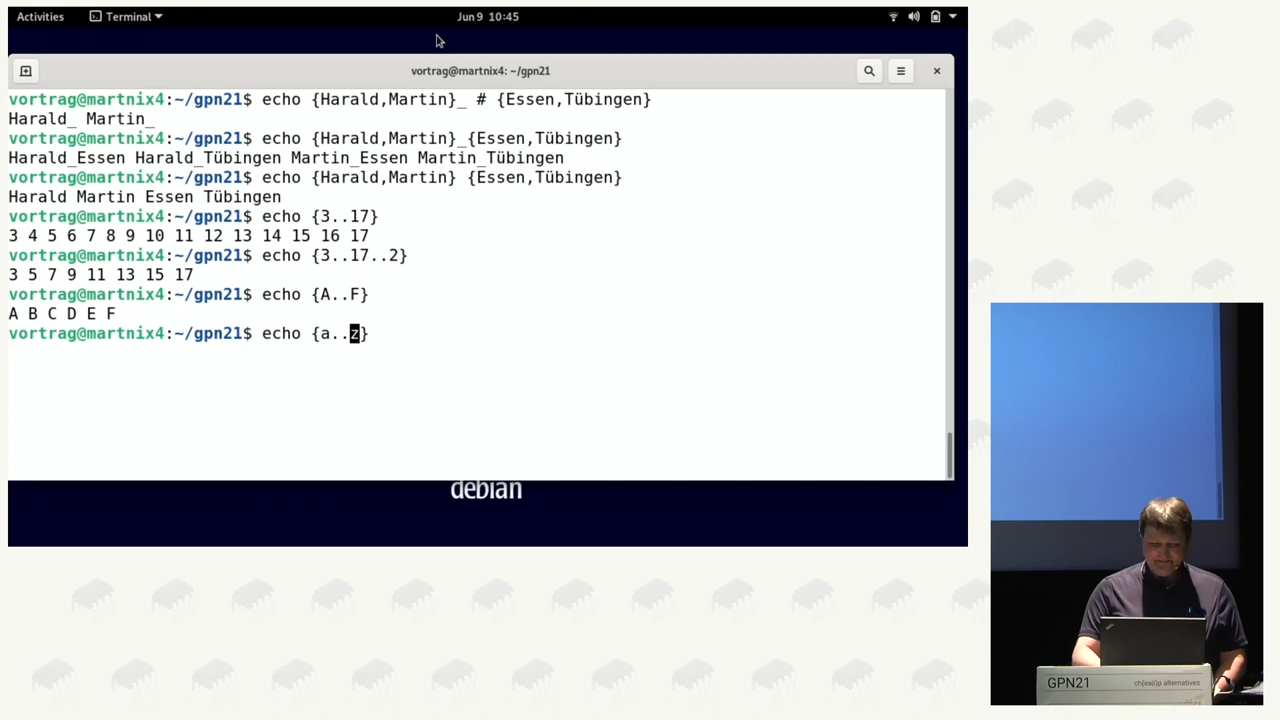 Activities Terminal Jun 9 10:45
vortrag@martnix4: ~/gpn21
vortrag@martnix4:~/gpn21$ echo {Harald,Martin}_ # {Essen,Tübingen}
Harald_ Martin_
vortrag@martnix4:~/gpn21$ echo {Harald,Martin}_{Essen,Tübingen}
Harald_Essen Harald_Tübingen Martin_Essen Martin_Tübingen
vortrag@martnix4:~/gpn21$ echo {Harald,Martin} {Essen,Tübingen}
Harald Martin Essen Tübingen
vortrag@martnix4:~/gpn21$ echo {3..17}
3 4 5 6 7 8 9 10 11 12 13 14 15 16 17
vortrag@martnix4:~/gpn21$ echo {3..17..2}
3 5 7 9 11 13 15 17
vortrag@martnix4:~/gpn21$ echo {A..F}
A B C D E F
vortrag@martnix4:~/gpn21$ echo {a..z}
debian
GPN21 ch(ea(i)p alternatives